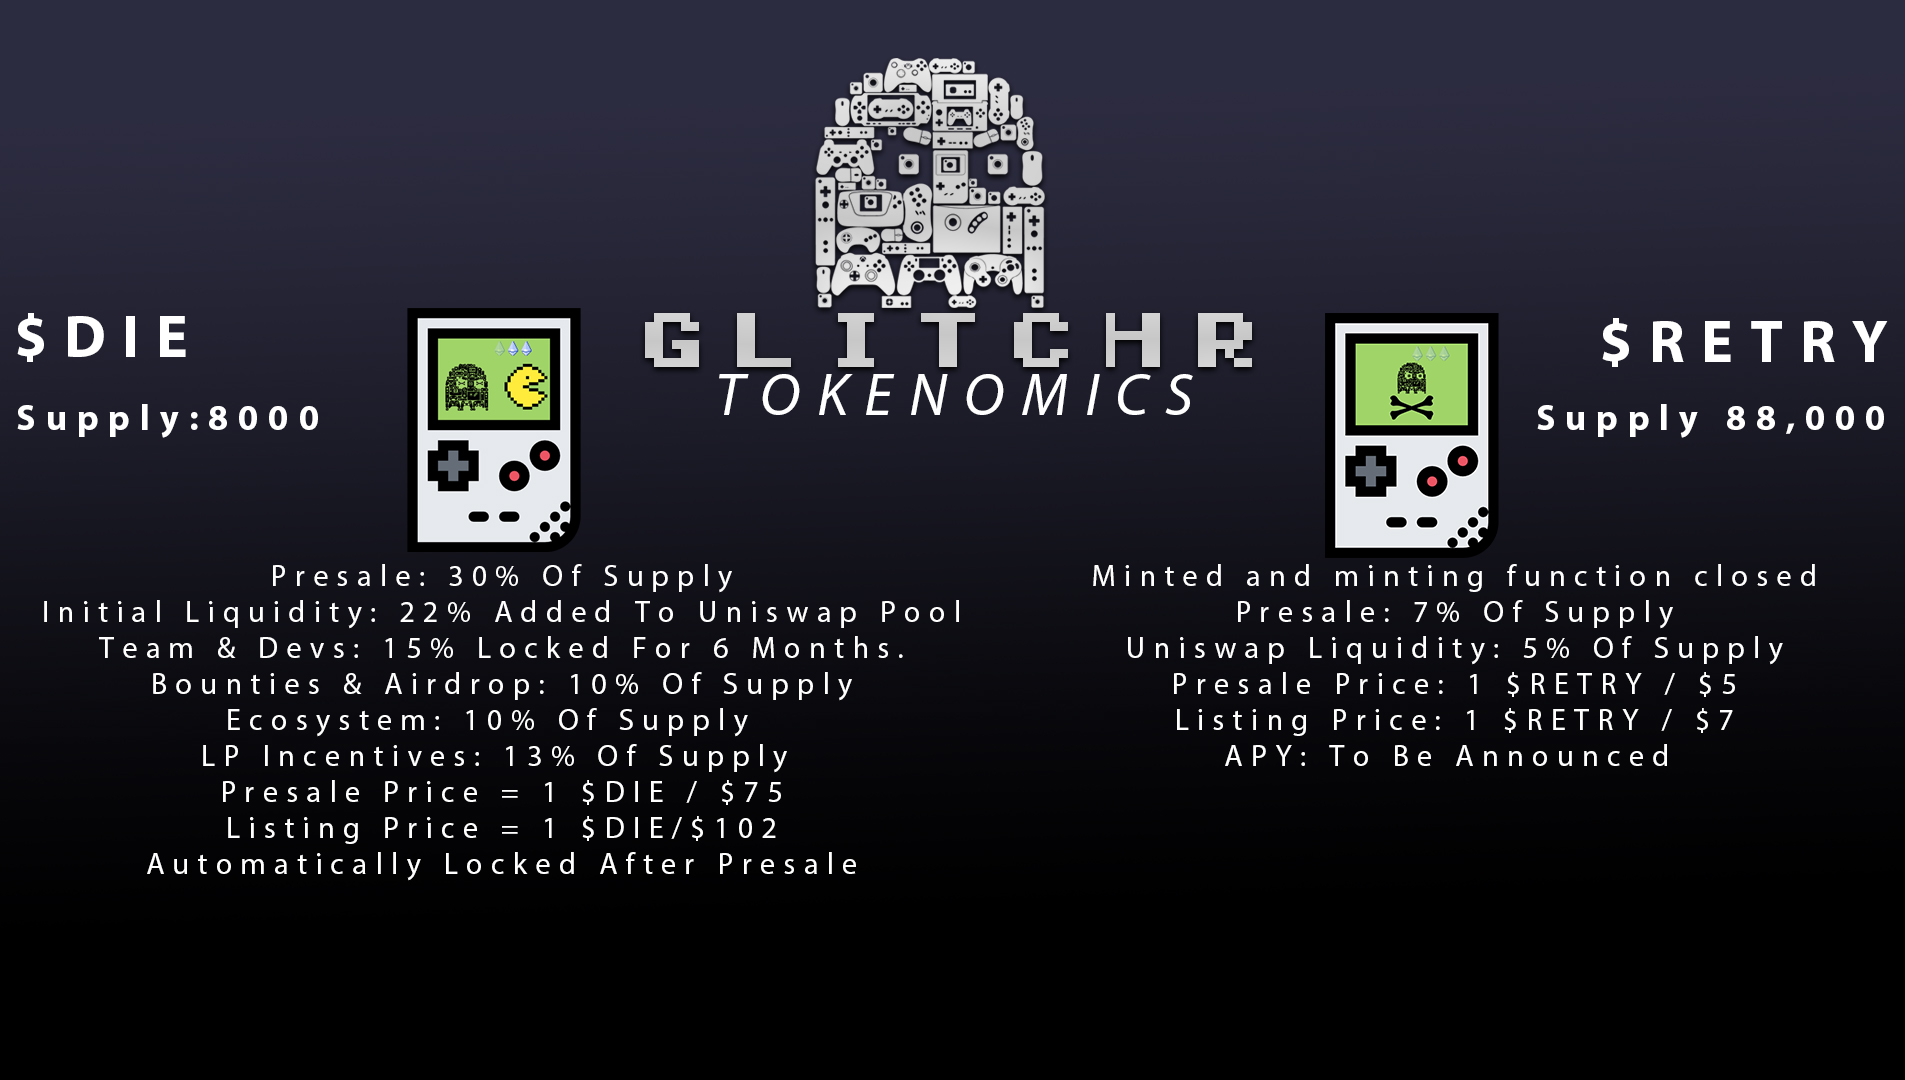 GLITCHR
TOKENOMICS
$DIE
Supply:8000
Presale: 30% Of Supply
Initial Liquidity: 22% Added To Uniswap Pool
Team & Devs: 15% Locked For 6 Months.
Bounties & Airdrop: 10% Of Supply
Ecosystem: 10% Of Supply
LP Incentives: 13% Of Supply
Presale Price = 1 $DIE / $75
Listing Price = 1 $DIE/$102
Automatically Locked After Presale
$RETRY
Supply 88,000
Minted and minting function closed
Presale: 7% Of Supply
Uniswap Liquidity: 5% Of Supply
Presale Price: 1 $RETRY / $5
Listing Price: 1 $RETRY / $7
APY: To Be Announced